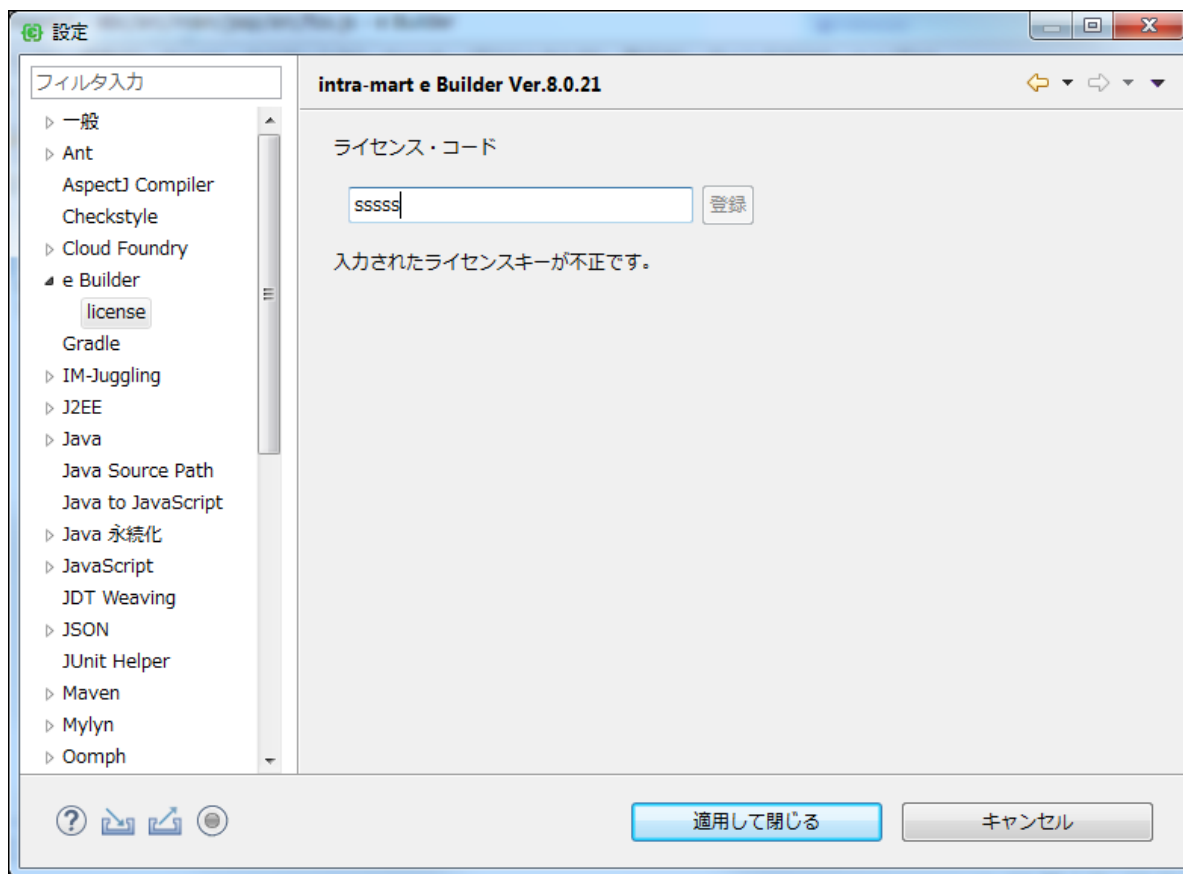 設定
フィルタ入力
intra-mart e Builder Ver.8.0.21
一般
Ant
AspectJ Compiler
Checkstyle
Cloud Foundry
e Builder
license
Gradle
IM-Juggling
J2EE
Java
Java Source Path
Java to JavaScript
Java 永続化
JavaScript
JDT Weaving
JSON
JUnit Helper
Maven
Mylyn
Oomph
ライセンス・コード
sssss
登録
入力されたライセンスキーが不正です。
適用して閉じる
キャンセル